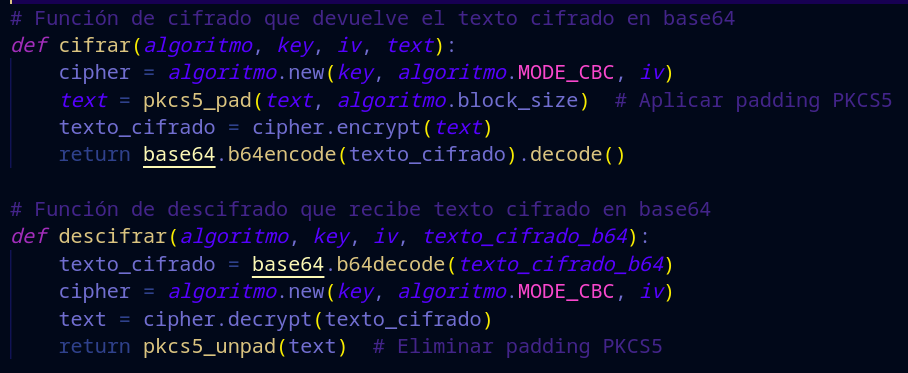 # Función de cifrado que devuelve el texto cifrado en base64
def cifrar(algoritmo, key, iv, text):
    cipher = algoritmo.new(key, algoritmo.MODE_CBC, iv)
    text = pkcs5_pad(text, algoritmo.block_size)  # Aplicar padding PKCS5
    texto_cifrado = cipher.encrypt(text)
    return base64.b64encode(texto_cifrado).decode()

# Función de descifrado que recibe texto cifrado en base64
def descifrar(algoritmo, key, iv, texto_cifrado_b64):
    texto_cifrado = base64.b64decode(texto_cifrado_b64)
    cipher = algoritmo.new(key, algoritmo.MODE_CBC, iv)
    text = cipher.decrypt(texto_cifrado)
    return pkcs5_unpad(text)  # Eliminar padding PKCS5